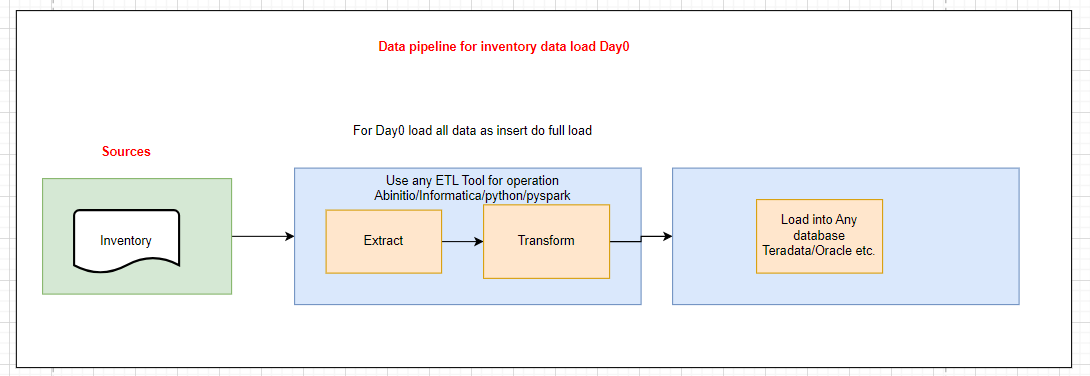 Data pipeline for inventory data load Day0
For Day0 load all data as insert do full load
Sources
Use any ETL Tool for operation
Abinitio/Informatica/python/pyspark
Inventory
Extract
Transform
Load into Any
database
Teradata/Oracle etc.